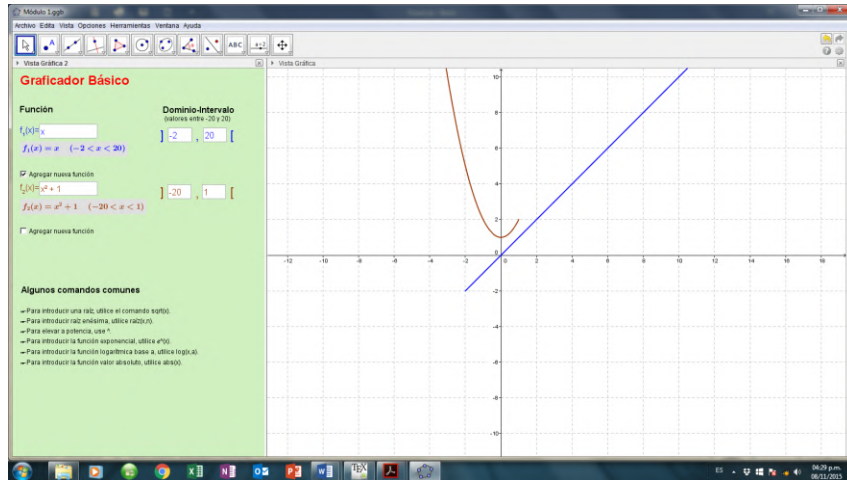 Módulo 1.ggb
Archivo Edita Vista Opciones Herramientas Ventana Ayuda
ABC
a=2
Vista Gráfica 2
Vista Gráfica
Graficador Básico
Función
Dominio-Intervalo
(valores entre -20 y 20)
f₁(x)= x
] -2 , 20 [
f₁(x) = x (−2 < x < 20)
Agregar nueva función
f₂(x)= x² + 1
] -20 , 1 [
f₂(x) = x² + 1 (−20 < x < 1)
Agregar nueva función
Algunos comandos comunes
Para introducir una raíz, utilice el comando sqrt(x).
Para introducir raíz enésima, utilice raíz(x,n).
Para elevar a potencia, use ^.
Para introducir la función exponencial, utilice e^(x).
Para introducir la función logarítmica base a, utilice log(x,a).
Para introducir la función valor absoluto, utilice abs(x).
10
8
6
4
2
0
-12 -10 -8 -6 -4 -2 0 2 4 6 8 10 12 14 16 18
-2
-4
-6
-8
-10
TEX
ES
04:29 p.m.
06/11/2015